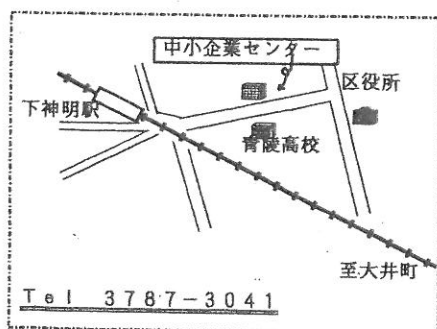 中小企業センター
区役所
下神明駅
青陵高校
至大井町
Tel 3787-3041